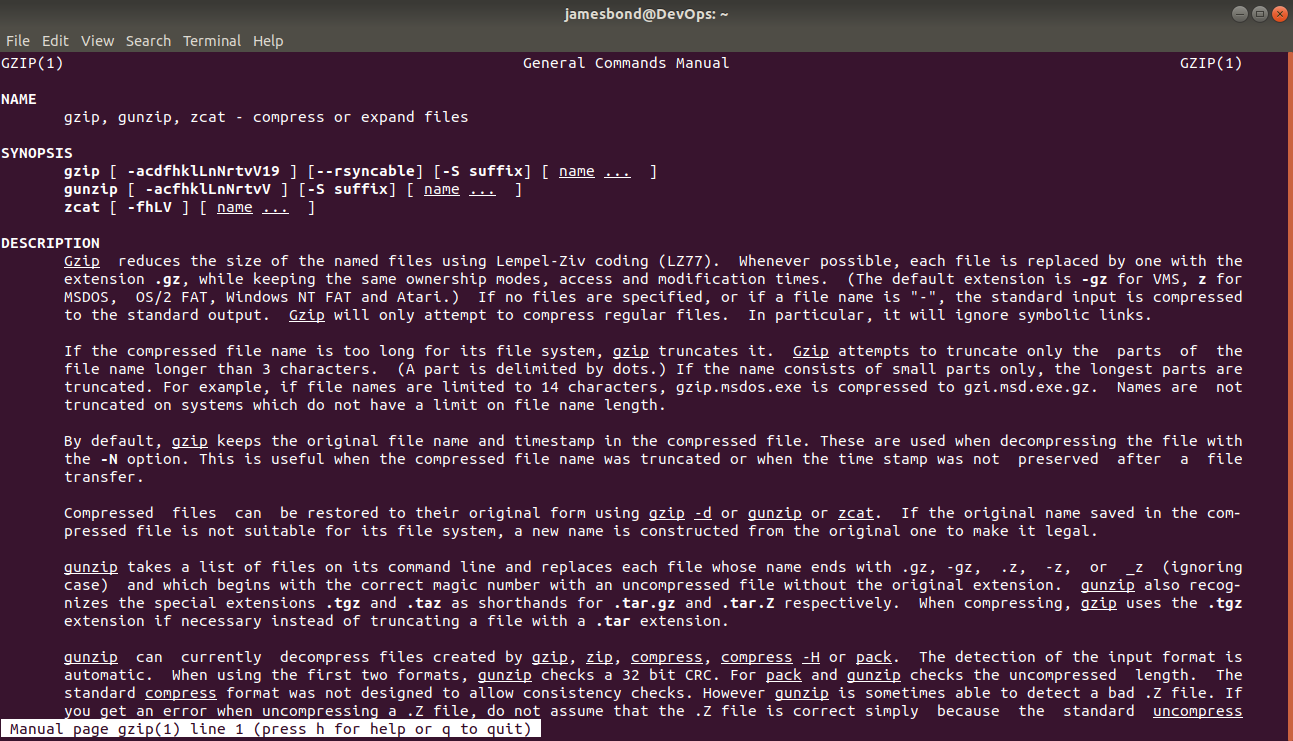 jamesbond@DevOps: ~
File Edit View Search Terminal Help
GZIP(1) General Commands Manual GZIP(1)
NAME
gzip, gunzip, zcat - compress or expand files
SYNOPSIS
gzip [ -acdfhklLnNrtvV19 ] [--rsyncable] [-S suffix] [ name ... ]
gunzip [ -acfhklLnNrtvV ] [-S suffix] [ name ... ]
zcat [ -fhLV ] [ name ... ]
DESCRIPTION
Gzip reduces the size of the named files using Lempel-Ziv coding (LZ77). Whenever possible, each file is replaced by one with the
extension .gz, while keeping the same ownership modes, access and modification times. (The default extension is -gz for VMS, z for
MSDOS, OS/2 FAT, Windows NT FAT and Atari.) If no files are specified, or if a file name is "-", the standard input is compressed
to the standard output. Gzip will only attempt to compress regular files. In particular, it will ignore symbolic links.
If the compressed file name is too long for its file system, gzip truncates it. Gzip attempts to truncate only the parts of the
file name longer than 3 characters. (A part is delimited by dots.) If the name consists of small parts only, the longest parts are
truncated. For example, if file names are limited to 14 characters, gzip.msdos.exe is compressed to gzi.msd.exe.gz. Names are not
truncated on systems which do not have a limit on file name length.
By default, gzip keeps the original file name and timestamp in the compressed file. These are used when decompressing the file with
the -N option. This is useful when the compressed file name was truncated or when the time stamp was not preserved after a file
transfer.
Compressed files can be restored to their original form using gzip -d or gunzip or zcat. If the original name saved in the com-
pressed file is not suitable for its file system, a new name is constructed from the original one to make it legal.
gunzip takes a list of files on its command line and replaces each file whose name ends with .gz, -gz, .z, -z, or _z (ignoring
case) and which begins with the correct magic number with an uncompressed file without the original extension. gunzip also recog-
nizes the special extensions .tgz and .taz as shorthands for .tar.gz and .tar.Z respectively. When compressing, gzip uses the .tgz
extension if necessary instead of truncating a file with a .tar extension.
gunzip can currently decompress files created by gzip, zip, compress, compress -H or pack. The detection of the input format is
automatic. When using the first two formats, gunzip checks a 32 bit CRC. For pack and gunzip checks the uncompressed length. The
standard compress format was not designed to allow consistency checks. However gunzip is sometimes able to detect a bad .Z file. If
you get an error when uncompressing a .Z file, do not assume that the .Z file is correct simply because the standard uncompress
Manual page gzip(1) line 1 (press h for help or q to quit)